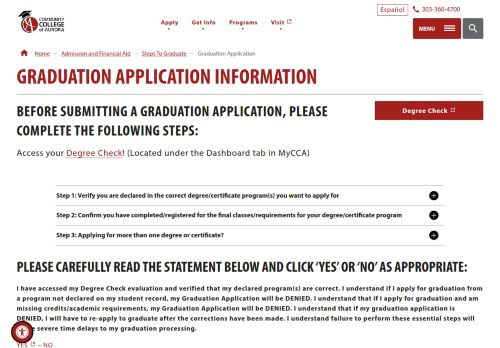 COMMUNITY
COLLEGE
of AURORA
Apply
Get Info
Programs
Visit
Español
303-360-4700
MENU
Home – Admission and Financial Aid – Steps To Graduate – Graduation Application
GRADUATION APPLICATION INFORMATION
BEFORE SUBMITTING A GRADUATION APPLICATION, PLEASE
COMPLETE THE FOLLOWING STEPS:
Degree Check
Access your Degree Check! (Located under the Dashboard tab in MyCCA)
Step 1: Verify you are declared in the correct degree/certificate program(s) you want to apply for
Step 2: Confirm you have completed/registered for the final classes/requirements for your degree/certificate program
Step 3: Applying for more than one degree or certificate?
PLEASE CAREFULLY READ THE STATEMENT BELOW AND CLICK ‘YES’ OR ‘NO’ AS APPROPRIATE:
I have accessed my Degree Check evaluation and verified that my declared program(s) are correct. I understand if I apply for graduation from
a program not declared on my student record, my Graduation Application will be DENIED. I understand that if I apply for graduation and am
missing credits/academic requirements, my Graduation Application will be DENIED. I understand that if my graduation application is
DENIED, I will have to re-apply to graduate after the corrections have been made. I understand failure to perform these essential steps will
severe time delays to my graduation processing.
YES – NO